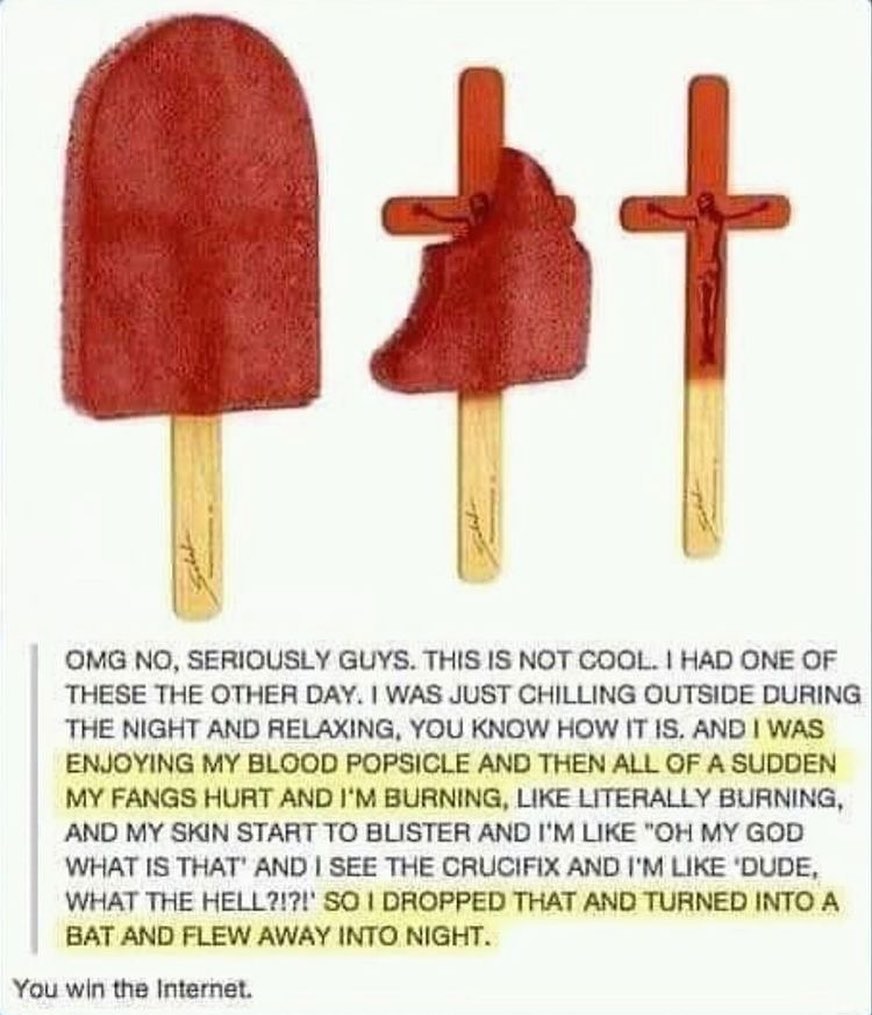 OMG NO, SERIOUSLY GUYS. THIS IS NOT COOL. I HAD ONE OF
THESE THE OTHER DAY. I WAS JUST CHILLING OUTSIDE DURING
THE NIGHT AND RELAXING, YOU KNOW HOW IT IS. AND I WAS
ENJOYING MY BLOOD POPSICLE AND THEN ALL OF A SUDDEN
MY FANGS HURT AND I'M BURNING, LIKE LITERALLY BURNING,
AND MY SKIN START TO BLISTER AND I'M LIKE "OH MY GOD
WHAT IS THAT' AND I SEE THE CRUCIFIX AND I'M LIKE 'DUDE,
WHAT THE HELL?!?!' SO I DROPPED THAT AND TURNED INTO A
BAT AND FLEW AWAY INTO NIGHT.
You win the Internet.